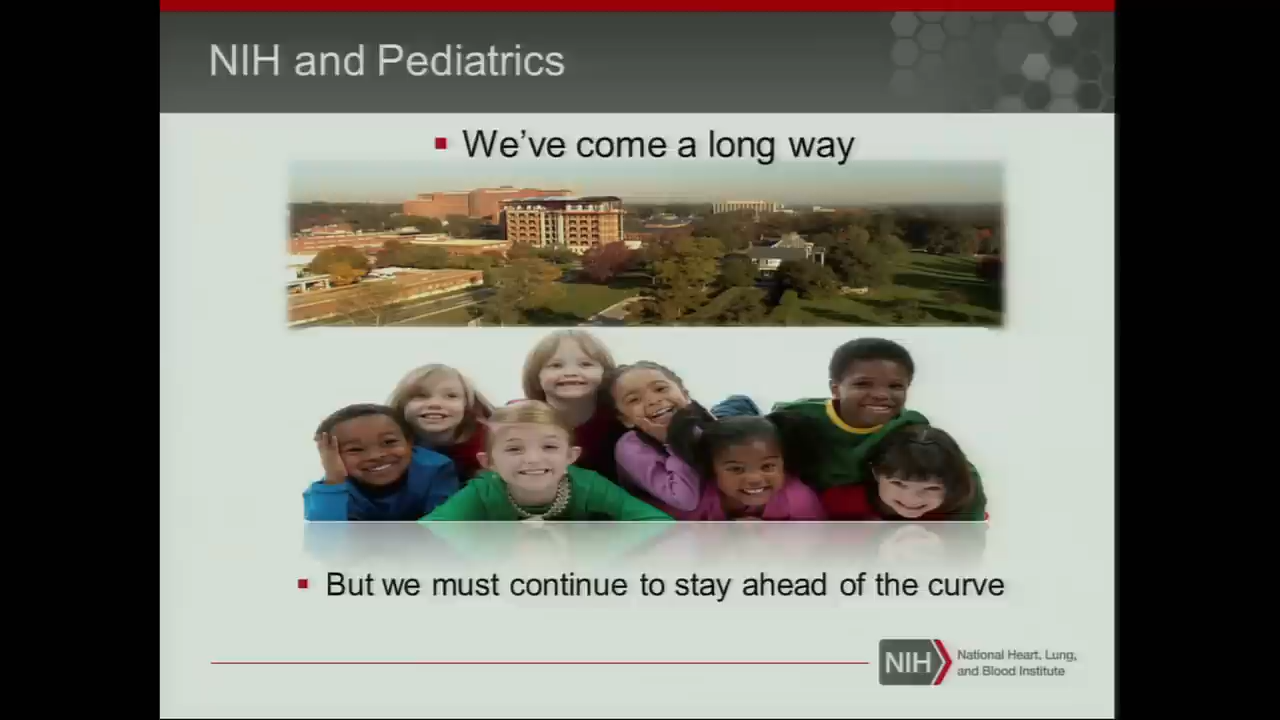 NIH and Pediatrics
We've come a long way
But we must continue to stay ahead of the curve
NIH
National Heart, Lung,
and Blood Institute